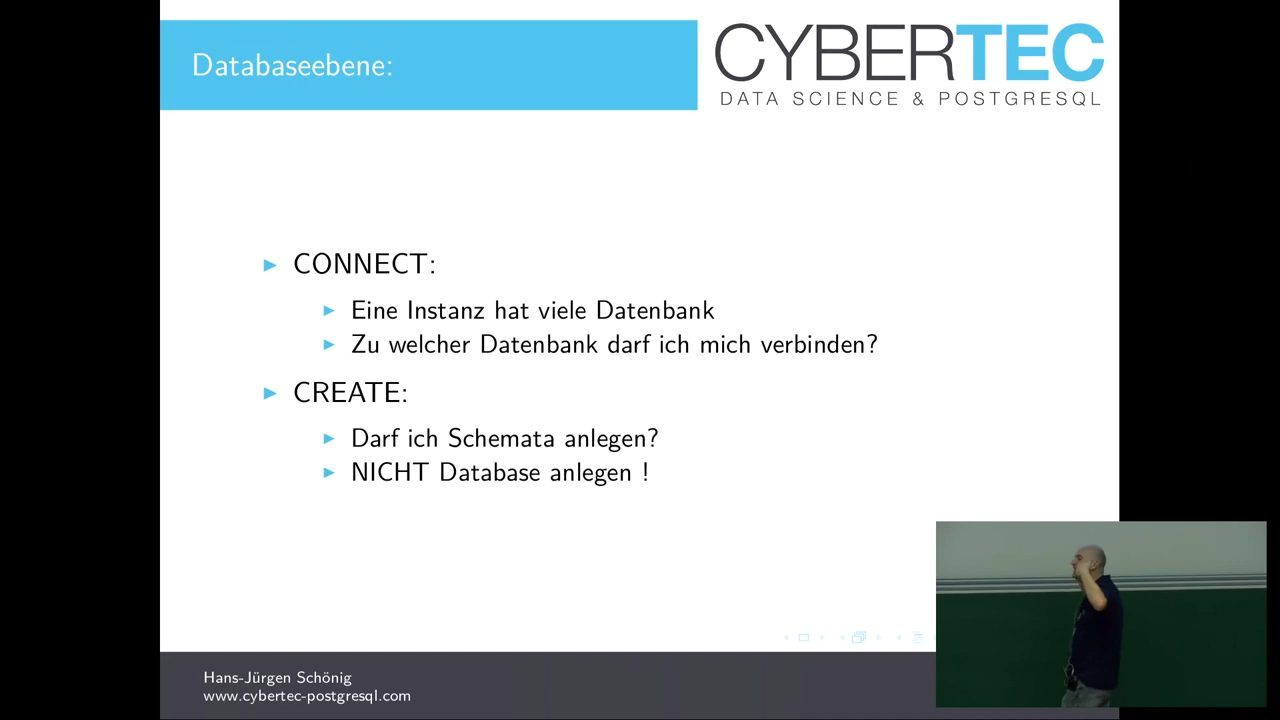 Databaseebene:
CYBERTEC
DATA SCIENCE & POSTGRESQL
CONNECT:
Eine Instanz hat viele Datenbank
Zu welcher Datenbank darf ich mich verbinden?
CREATE:
Darf ich Schemata anlegen?
NICHT Database anlegen !
Hans-Jürgen Schönig
www.cybertec-postgresql.com